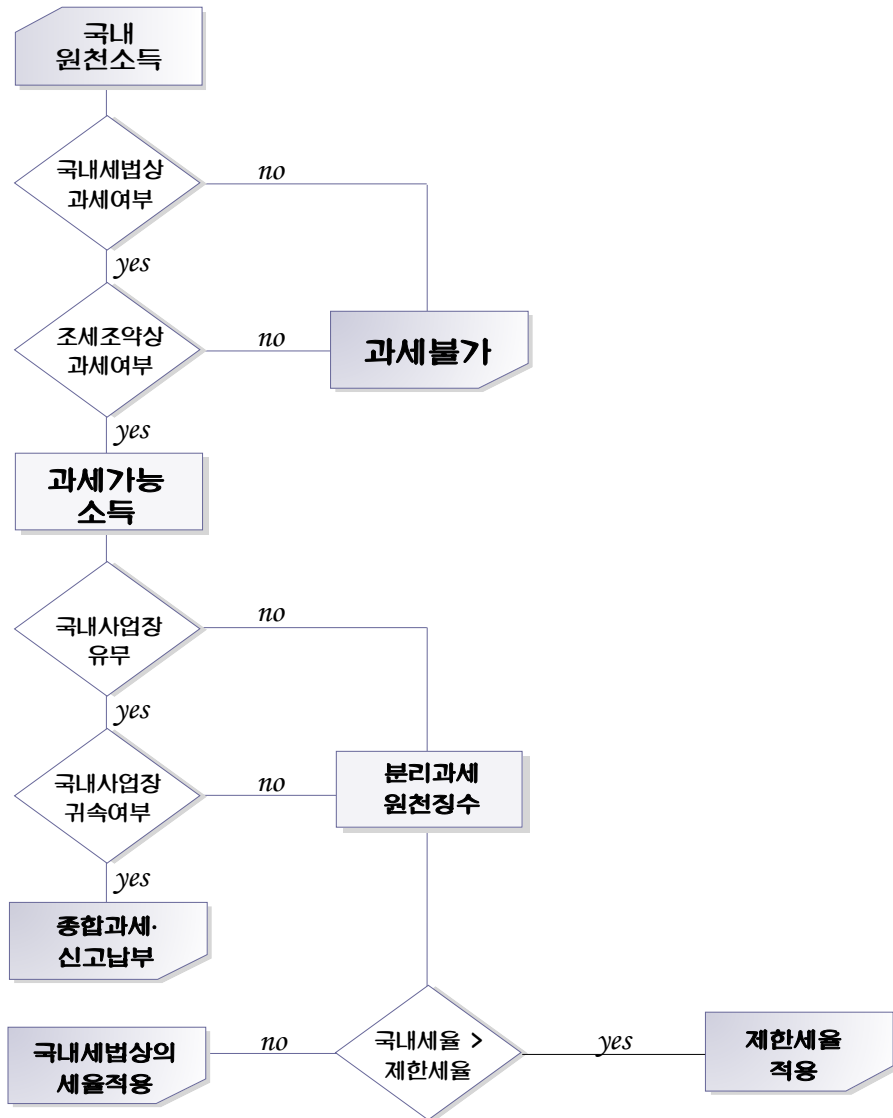 국내
원천소득
국내세법상
과세여부
no
yes
조세조약상
과세여부
no
과세불가
yes
과세가능
소득
국내사업장
유무
no
yes
국내사업장
귀속여부
no
분리과세
원천징수
yes
종합과세·
신고납부
국내세율 >
제한세율
no
국내세법상의
세율적용
yes
제한세율
적용